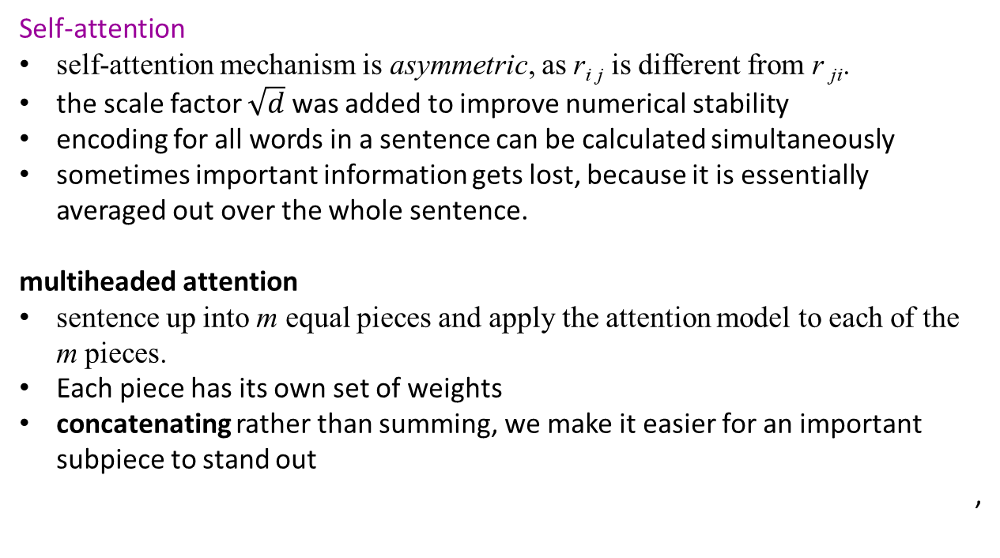 Self-attention
• self-attention mechanism is asymmetric, as r_{i j} is different from r_{ji}.
• the scale factor √d was added to improve numerical stability
• encoding for all words in a sentence can be calculated simultaneously
• sometimes important information gets lost, because it is essentially
averaged out over the whole sentence.
multiheaded attention
• sentence up into m equal pieces and apply the attention model to each of the
m pieces.
• Each piece has its own set of weights
• concatenating rather than summing, we make it easier for an important
subpiece to stand out
,